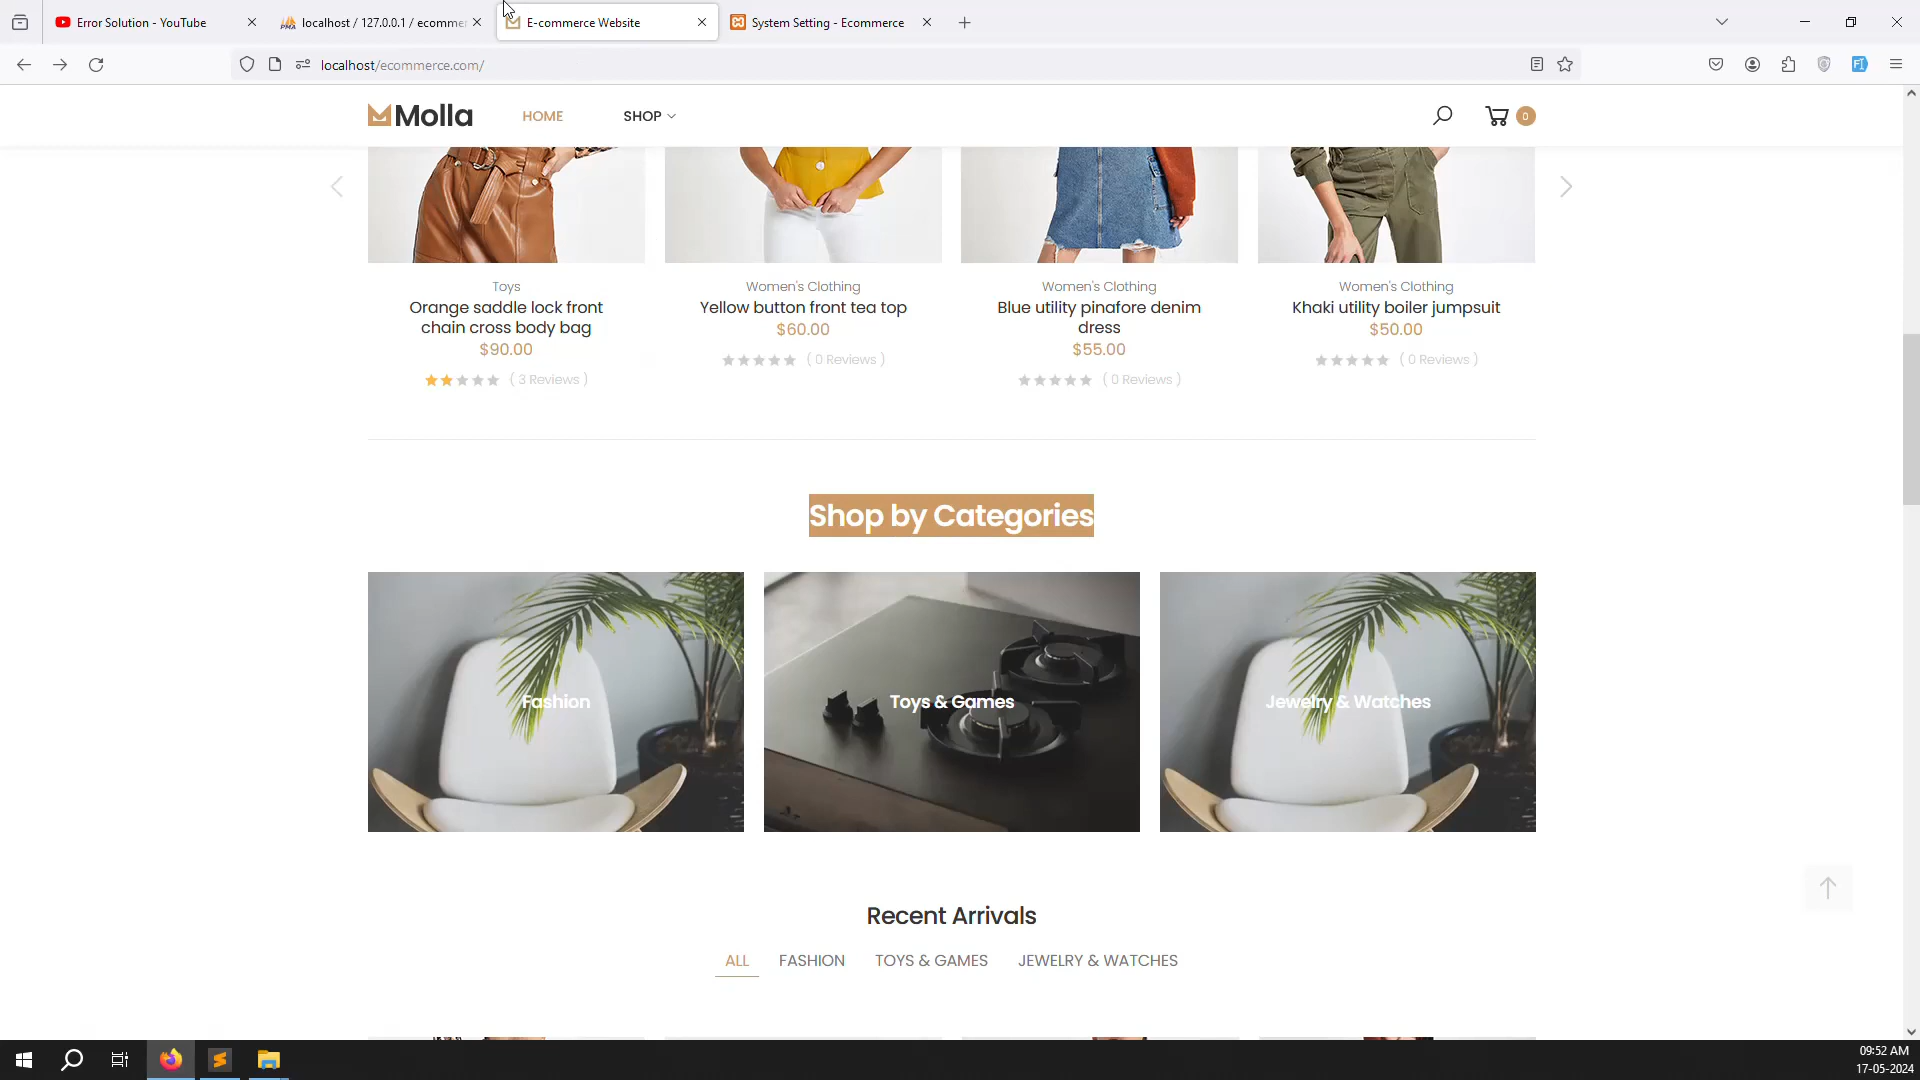 Error Solution - YouTube
localhost / 127.0.0.1 / ecomme
E-commerce Website
System Setting - Ecommerce
localhost/ecommerce.com/
Molla
HOME
SHOP
0
Toys
Orange saddle lock front
chain cross body bag
$90.00
( 3 Reviews )
Women's Clothing
Yellow button front tea top
$60.00
( 0 Reviews )
Women's Clothing
Blue utility pinafore denim
dress
$55.00
( 0 Reviews )
Women's Clothing
Khaki utility boiler jumpsuit
$50.00
( 0 Reviews )
Shop by Categories
Fashion
Toys & Games
Jewelry & Watches
Recent Arrivals
ALL
FASHION
TOYS & GAMES
JEWELRY & WATCHES
09:52 AM
17-05-2024